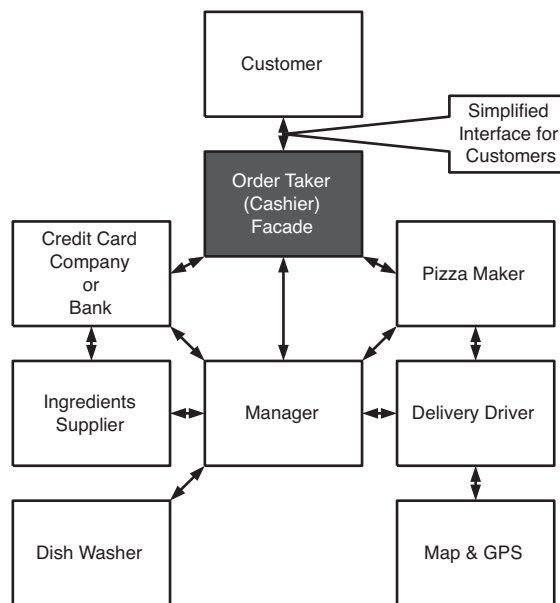 Customer
Simplified
Interface for
Customers
Order Taker
(Cashier)
Facade
Credit Card
Company
or
Bank
Pizza Maker
Ingredients
Supplier
Manager
Delivery Driver
Dish Washer
Map & GPS